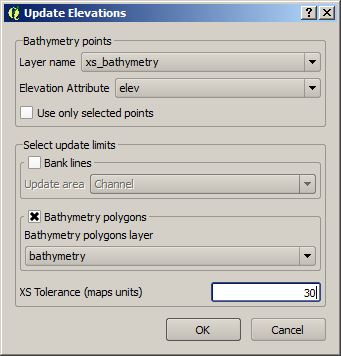 Update Elevations
Bathymetry points
Layer name xs_bathymetry
Elevation Attribute elev
Use only selected points
Select update limits
Bank lines
Update area Channel
Bathymetry polygons
Bathymetry polygons layer
bathymetry
XS Tolerance (maps units) 30
OK Cancel